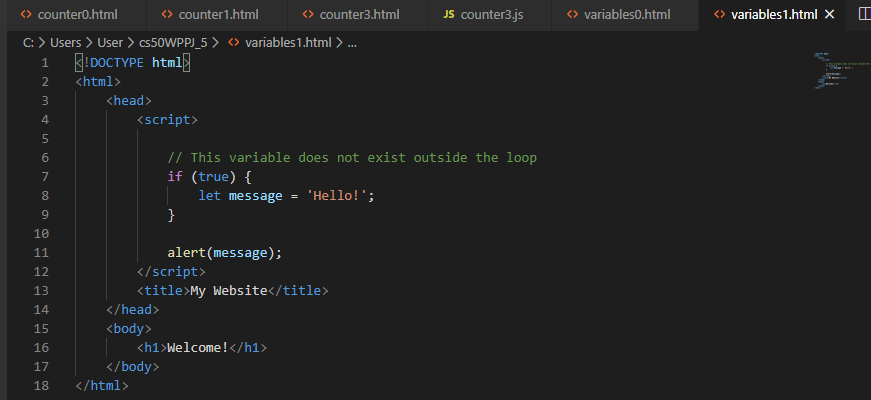 counter0.html counter1.html counter3.html JS counter3.js variables0.html variables1.html
C: > Users > User > cs50WPPJ_5 > variables1.html > ...
1 <!DOCTYPE html>
2 <html>
3 <head>
4 <script>
5
6 // This variable does not exist outside the loop
7 if (true) {
8 let message = 'Hello!';
9 }
10
11 alert(message);
12 </script>
13 <title>My Website</title>
14 </head>
15 <body>
16 <h1>Welcome!</h1>
17 </body>
18 </html>